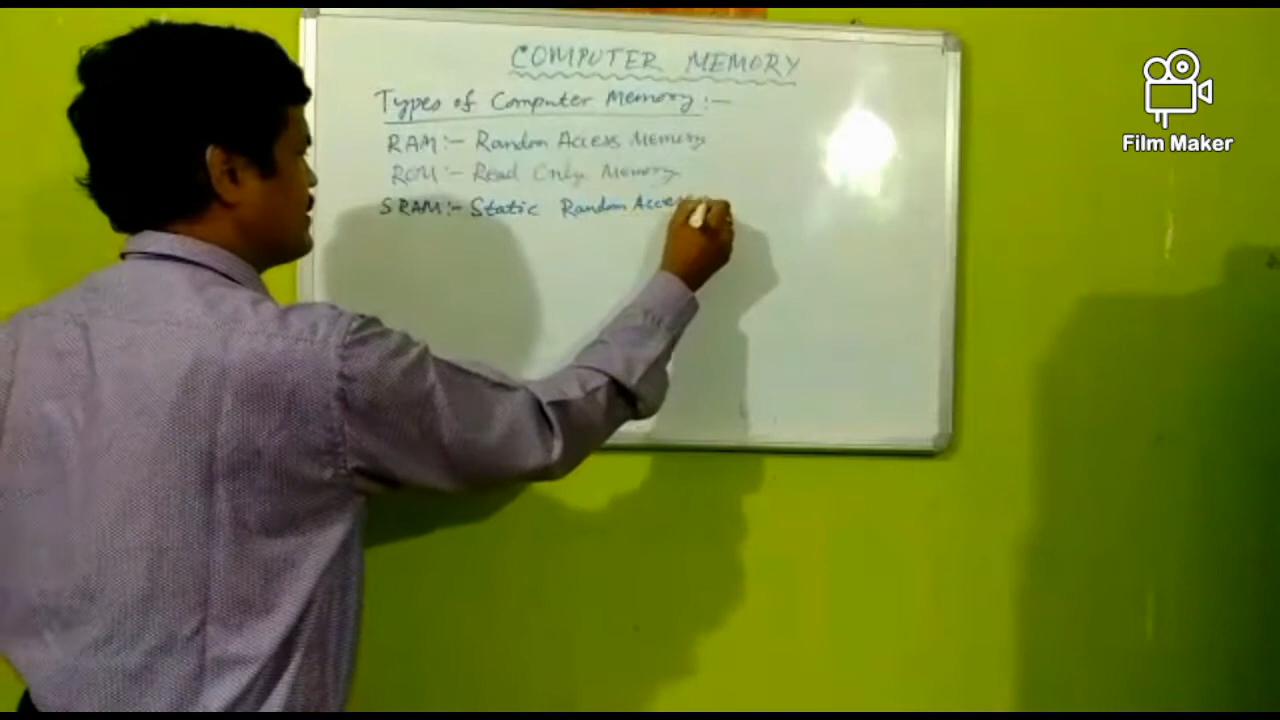 COMPUTER MEMORY
Types of Computer Memory :-
RAM :- Random Access Memory
ROM :- Read Only Memory
SRAM :- Static Random Access
Film Maker